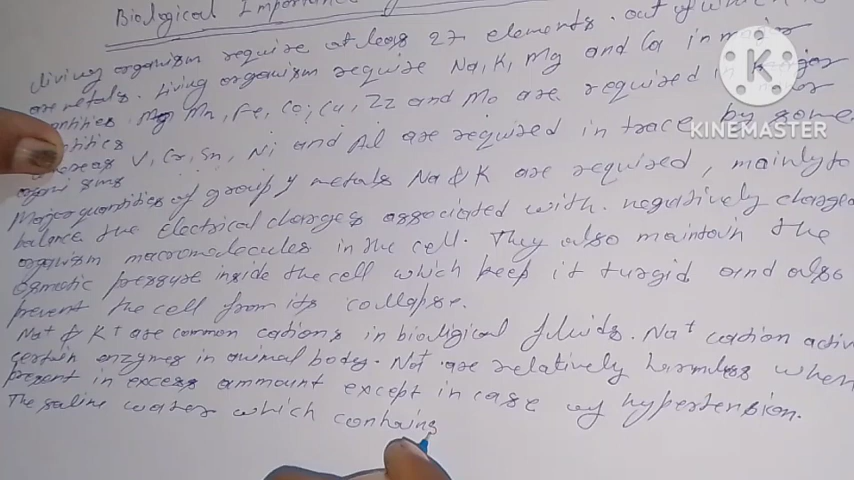 Biological Importance
Living organism require at least 27 elements. out of which 15
are metals. Living organism require Na, K, Mg and Ca in major
quantities Mn, Fe, Co, Cu, Zz and Mo are required in
ntities
whereas V, Cr, Sn, Ni and Al are required in trace by some
organisms
Major quantities of group 1 metals Na & K are required, mainly to
balance the electrical charges associated with. negatively charged
organism macromolecules in the cell. They also maintain the
osmotic pressure inside the cell which keep it turgid and also
prevent the cell from its collapse.
Na+ & K+ are common cations in biological fluids. Na+ cation activ
certain enzymes in animal body. Na+ are relatively harmless when
present in excess ammount except in case of hypertension.
The saline water which contains
KINEMASTER